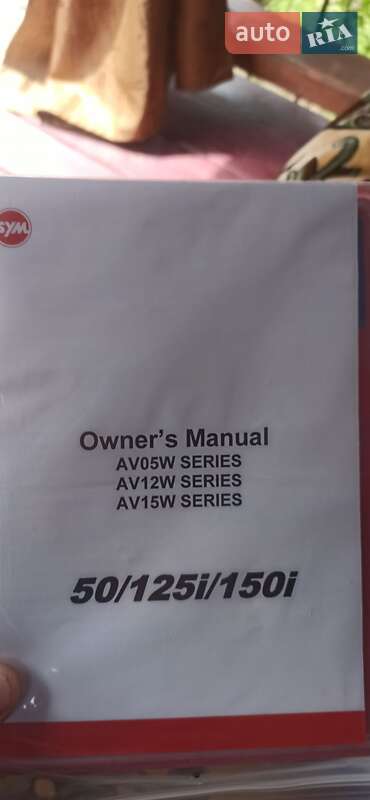 auto RIA
.com
SYM
Owner's Manual
AV05W SERIES
AV12W SERIES
AV15W SERIES
50/125i/150i